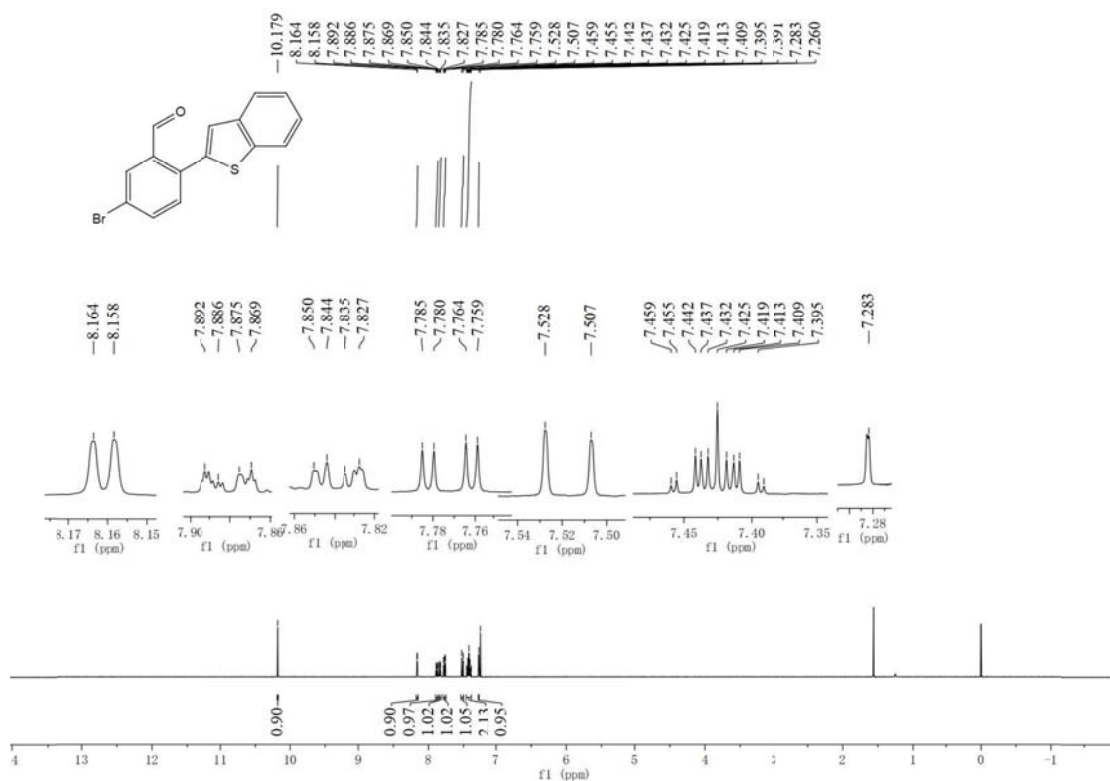 10.179 8.164 8.158 7.892 7.886 7.875 7.869 7.850 7.844 7.835 7.827 7.785 7.780 7.764 7.759 7.528 7.507 7.459 7.455 7.442 7.437 7.432 7.425 7.419 7.413 7.409 7.395 7.391 7.283 7.260
O
S
Br
8.164 8.158 7.892 7.886 7.875 7.869 7.850 7.844 7.835 7.827 7.785 7.780 7.764 7.759 7.528 7.507 7.459 7.455 7.442 7.437 7.432 7.425 7.419 7.413 7.409 7.395 7.283
8.17 8.16 8.15 7.90 7.86 7.86 7.82 7.78 7.76 7.54 7.52 7.50 7.45 7.40 7.35 7.28
f1 (ppm) f1 (ppm) f1 (ppm) f1 (ppm) f1 (ppm) f1 (ppm) f1 (ppm)
0.90 0.90 0.97 1.02 1.02 1.05 2.13 0.95
13 12 11 10 9 8 7 6 5 4 2 1 0 -1
f1 (ppm)